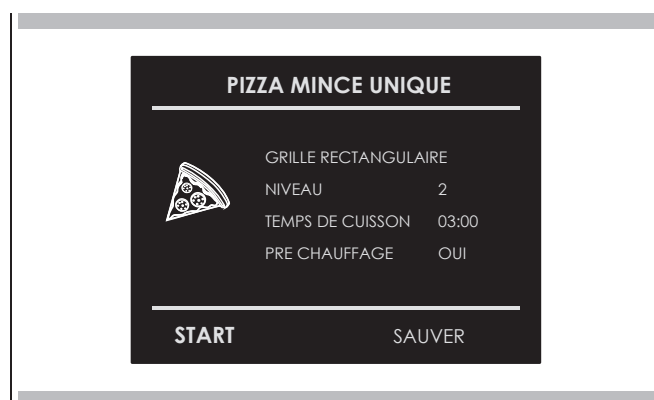 PIZZA MINCE UNIQUE
GRILLE RECTANGULAIRE
NIVEAU 2
TEMPS DE CUISSON 03:00
PRE CHAUFFAGE OUI
START SAUVER